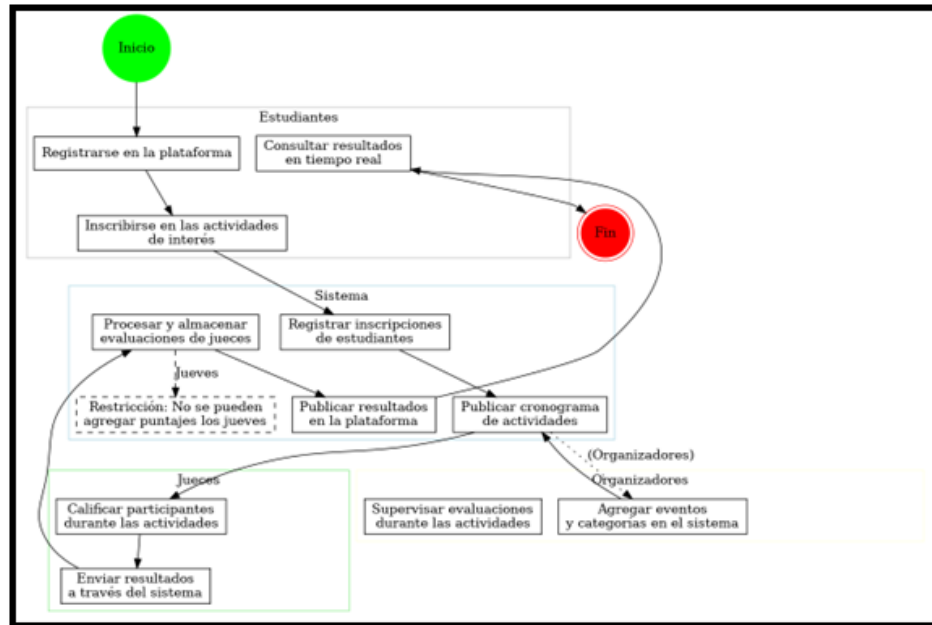 Inicio
Estudiantes
Registrarse en la plataforma
Consultar resultados
en tiempo real
Inscribirse en las actividades
de interés
Fin
Sistema
Procesar y almacenar
evaluaciones de jueces
Registrar inscripciones
de estudiantes
Jueves
Restricción: No se pueden
agregar puntajes los jueves
Publicar resultados
en la plataforma
Publicar cronograma
de actividades
(Organizadores)
Jueces
Organizadores
Calificar participantes
durante las actividades
Supervisar evaluaciones
durante las actividades
Agregar eventos
y categorías en el sistema
Enviar resultados
a través del sistema